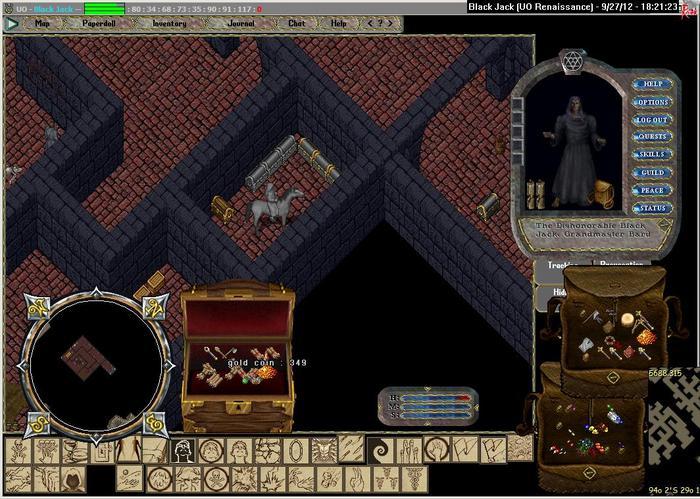 UO - Black Jack -- :80:34:68:73:35:90:91:117:0
Black Jack (UO Renaissance) - 9/27/12 - 18:21:23
Map Paperdoll Inventory Journal Chat Help < ? >
HELP
OPTIONS
LOG OUT
QUESTS
SKILLS
GUILD
PEACE
STATUS
The Dishonorable Black
Jack, Grandmaster Bard
gold coin : 349